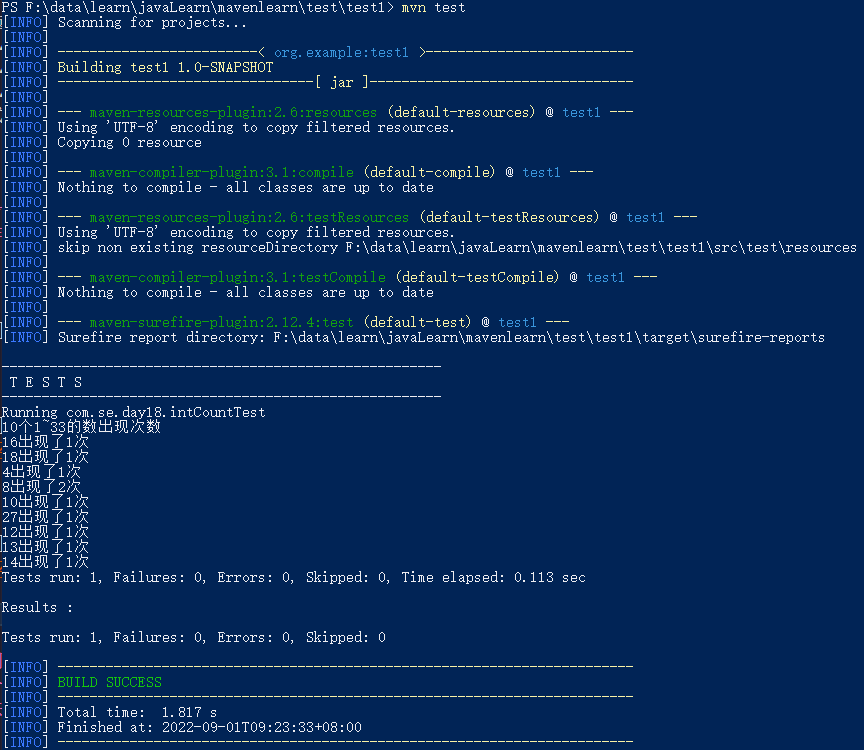 PS F:\data\learn\javaLearn\mavenlearn\test\test1> mvn test
[INFO] Scanning for projects...
[INFO]
[INFO] -------------------------< org.example:test1 >--------------------------
[INFO] Building test1 1.0-SNAPSHOT
[INFO] --------------------------------[ jar ]---------------------------------
[INFO]
[INFO] --- maven-resources-plugin:2.6:resources (default-resources) @ test1 ---
[INFO] Using 'UTF-8' encoding to copy filtered resources.
[INFO] Copying 0 resource
[INFO]
[INFO] --- maven-compiler-plugin:3.1:compile (default-compile) @ test1 ---
[INFO] Nothing to compile - all classes are up to date
[INFO]
[INFO] --- maven-resources-plugin:2.6:testResources (default-testResources) @ test1 ---
[INFO] Using 'UTF-8' encoding to copy filtered resources.
[INFO] skip non existing resourceDirectory F:\data\learn\javaLearn\mavenlearn\test\test1\src\test\resources
[INFO]
[INFO] --- maven-compiler-plugin:3.1:testCompile (default-testCompile) @ test1 ---
[INFO] Nothing to compile - all classes are up to date
[INFO]
[INFO] --- maven-surefire-plugin:2.12.4:test (default-test) @ test1 ---
[INFO] Surefire report directory: F:\data\learn\javaLearn\mavenlearn\test\test1\target\surefire-reports
-------------------------------------------------------
 T E S T S
-------------------------------------------------------
Running com.se.day18.intCountTest
10个1~33的数出现次数
16出现了1次
18出现了1次
4出现了1次
8出现了2次
10出现了1次
27出现了1次
12出现了1次
13出现了1次
14出现了1次
Tests run: 1, Failures: 0, Errors: 0, Skipped: 0, Time elapsed: 0.113 sec
Results :
Tests run: 1, Failures: 0, Errors: 0, Skipped: 0
[INFO] ------------------------------------------------------------------------
[INFO] BUILD SUCCESS
[INFO] ------------------------------------------------------------------------
[INFO] Total time:  1.817 s
[INFO] Finished at: 2022-09-01T09:23:33+08:00
[INFO] ------------------------------------------------------------------------